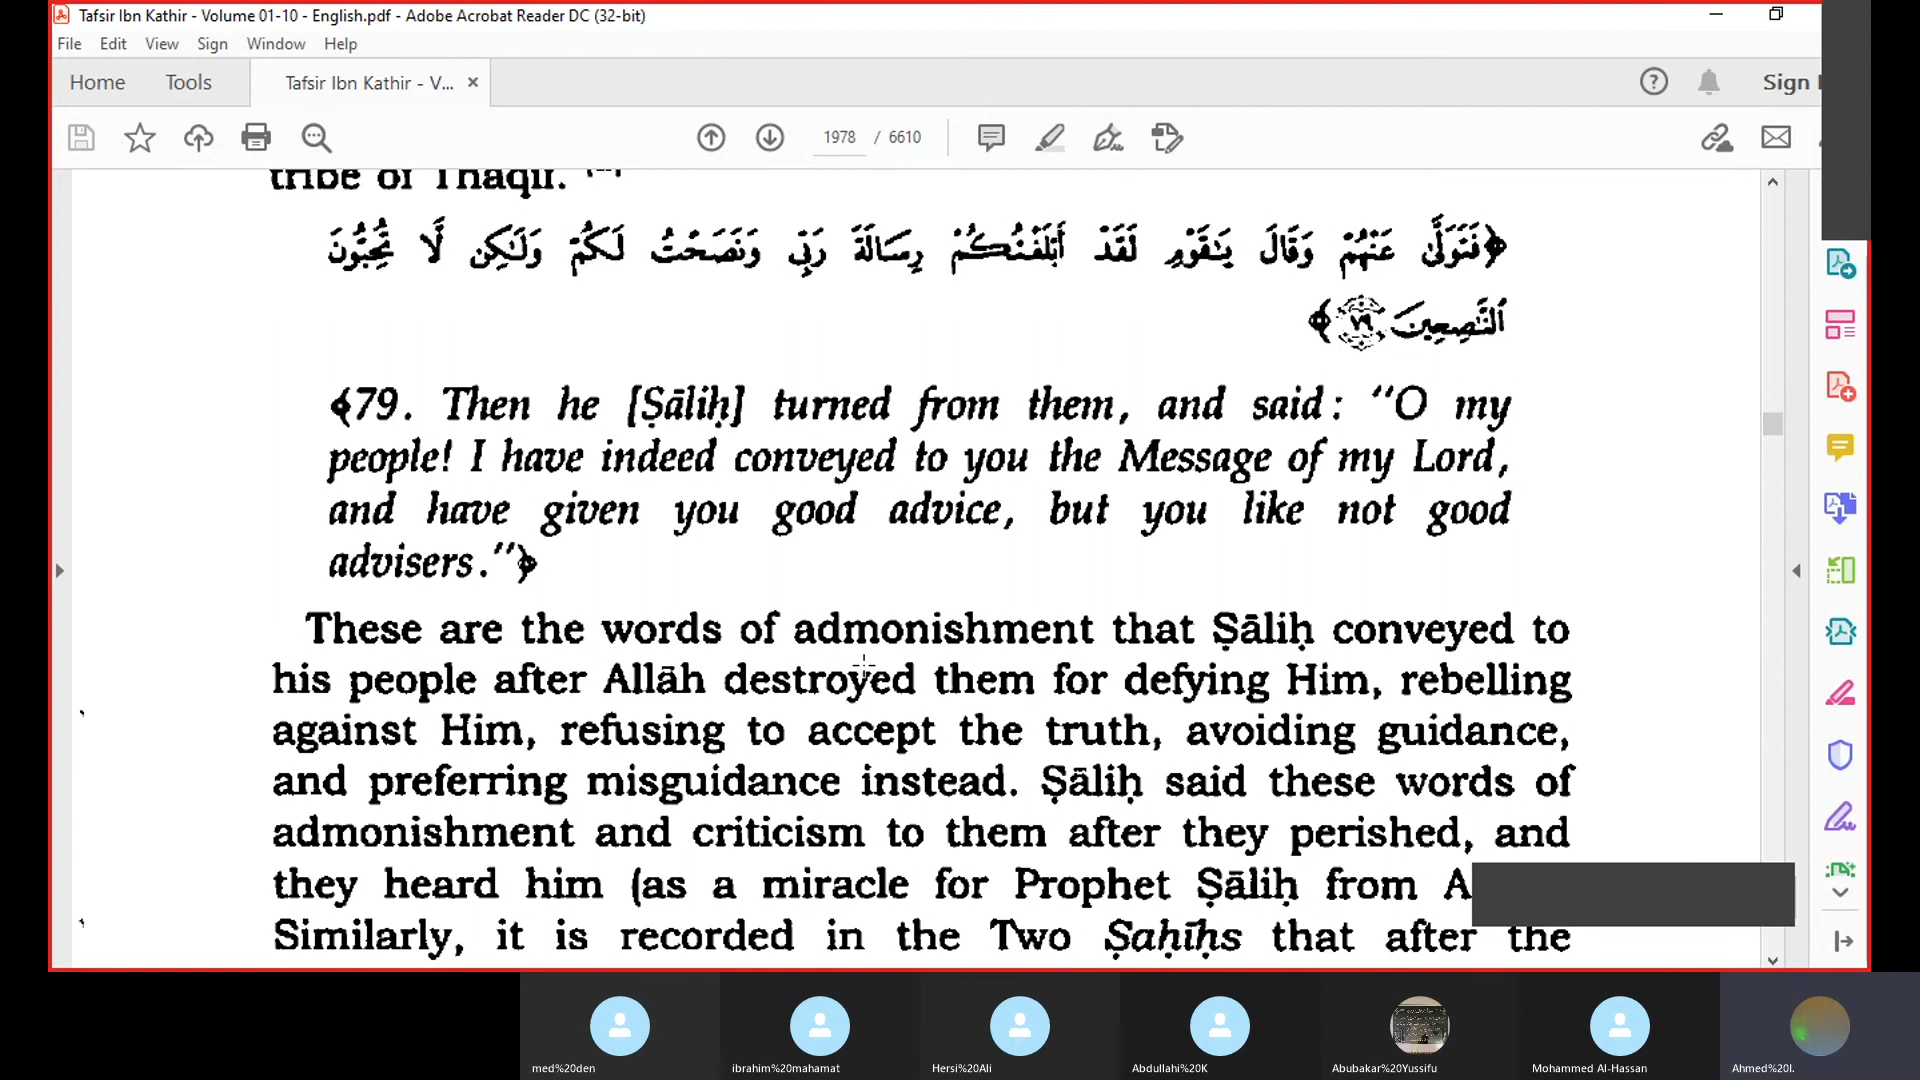 Tafsir Ibn Kathir - Volume 01-10 - English.pdf - Adobe Acrobat Reader DC (32-bit)
File Edit View Sign Window Help
Home Tools Tafsir Ibn Kathir - V... × Sign
1978 / 6610
tribe of Thaqif.
﴿فَتَوَلَّىٰ عَنْهُمْ وَقَالَ يَـٰقَوْمِ لَقَدْ أَبْلَغْتُكُمْ رِسَالَةَ رَبِّى وَنَصَحْتُ لَكُمْ وَلَـٰكِن لَّا تُحِبُّونَ
ٱلنَّـٰصِحِينَ ٧٩﴾
﴾79. Then he [Ṣāliḥ] turned from them, and said: "O my
people! I have indeed conveyed to you the Message of my Lord,
and have given you good advice, but you like not good
advisers."﴿
These are the words of admonishment that Ṣāliḥ conveyed to
his people after Allāh destroyed them for defying Him, rebelling
against Him, refusing to accept the truth, avoiding guidance,
and preferring misguidance instead. Ṣāliḥ said these words of
admonishment and criticism to them after they perished, and
they heard him (as a miracle for Prophet Ṣāliḥ from A
Similarly, it is recorded in the Two Ṣaḥīḥs that after the
med%20den ibrahim%20mahamat Hersi%20Ali Abdullahi%20K Abubakar%20Yussifu Mohammed Al-Hassan Ahmed%20I.